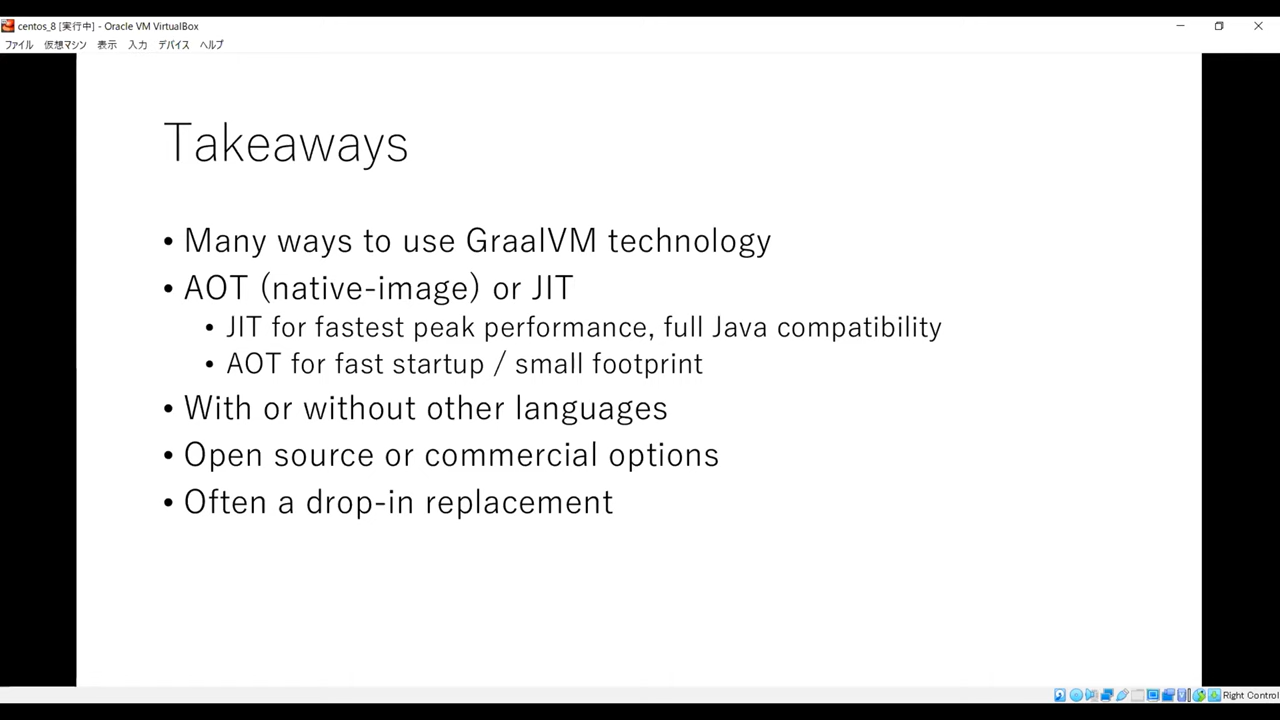 centos_8 [実行中] - Oracle VM VirtualBox
ファイル 仮想マシン 表示 入力 デバイス ヘルプ
Takeaways
• Many ways to use GraalVM technology
• AOT (native-image) or JIT
• JIT for fastest peak performance, full Java compatibility
• AOT for fast startup / small footprint
• With or without other languages
• Open source or commercial options
• Often a drop-in replacement
Right Control